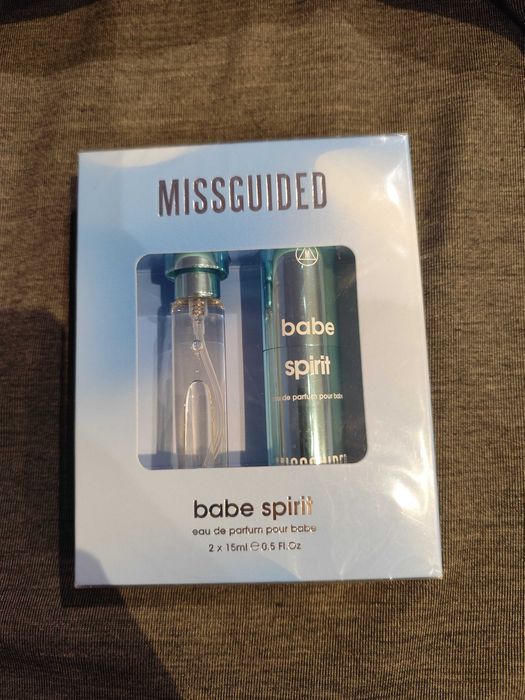 MISSGUIDED
babe
spirit
eau de parfum pour babe
MISSGUIDED
babe spirit
eau de parfum pour babe
2 x 15ml ℮ 0.5 Fl.Oz